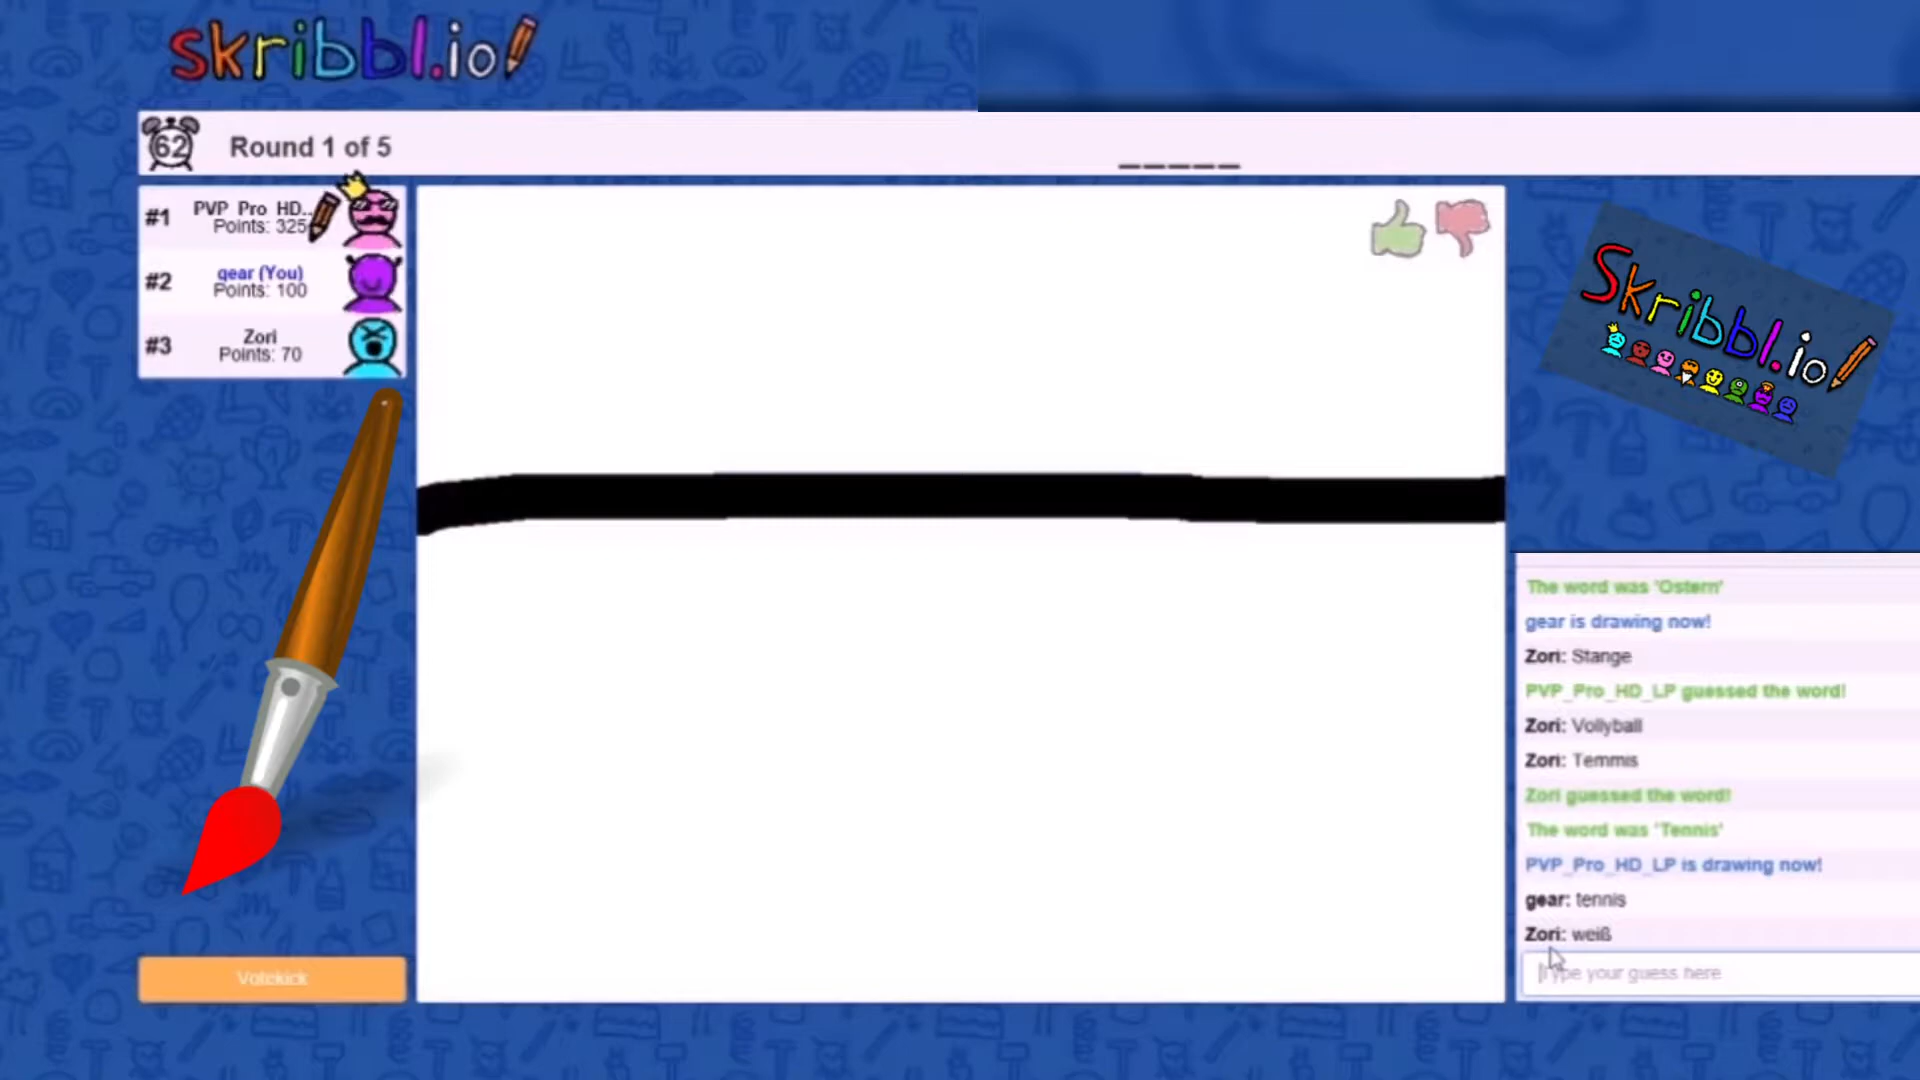 skribbl.io
62
Round 1 of 5
_____
#1
PVP Pro HD..
Points: 325
#2
gear (You)
Points: 100
#3
Zori
Points: 70
Skribbl.io
The word was 'Ostern'
gear is drawing now!
Zori: Stange
PVP_Pro_HD_LP guessed the word!
Zori: Vollyball
Zori: Temmis
Zori guessed the word!
The word was 'Tennis'
PVP_Pro_HD_LP is drawing now!
gear: tennis
Zori: weiß
Type your guess here
Votekick